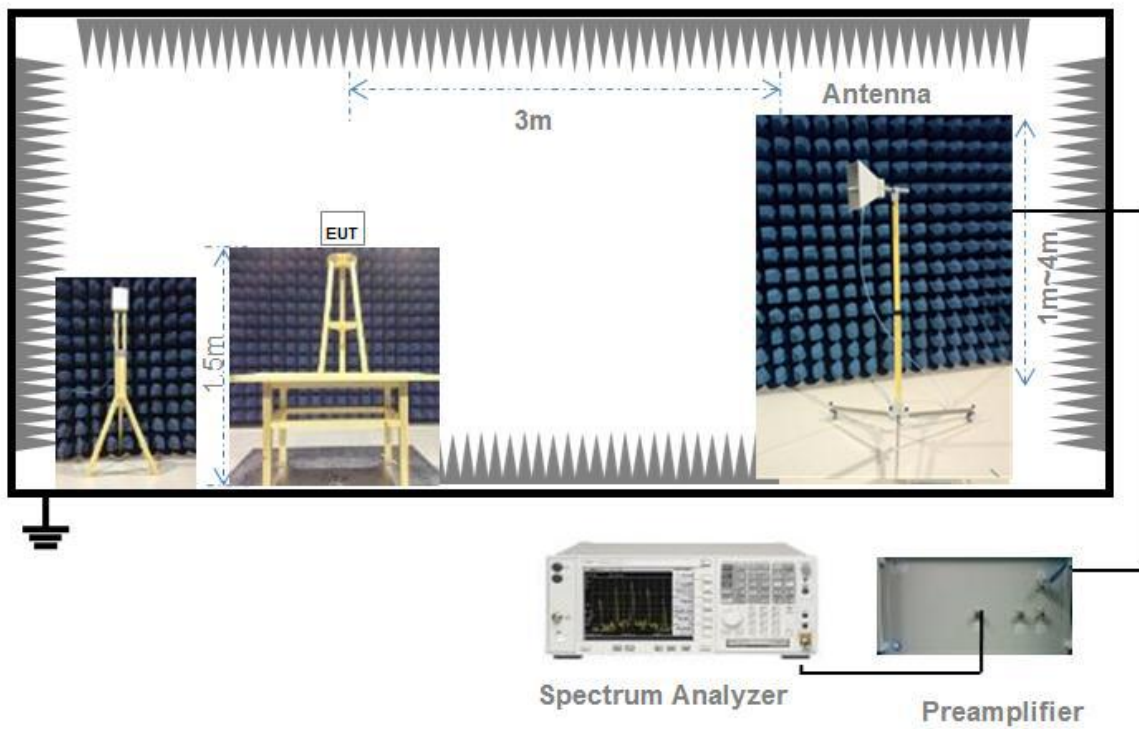 Antenna
3m
EUT
1.5m
1m~4m
Spectrum Analyzer
Preamplifier